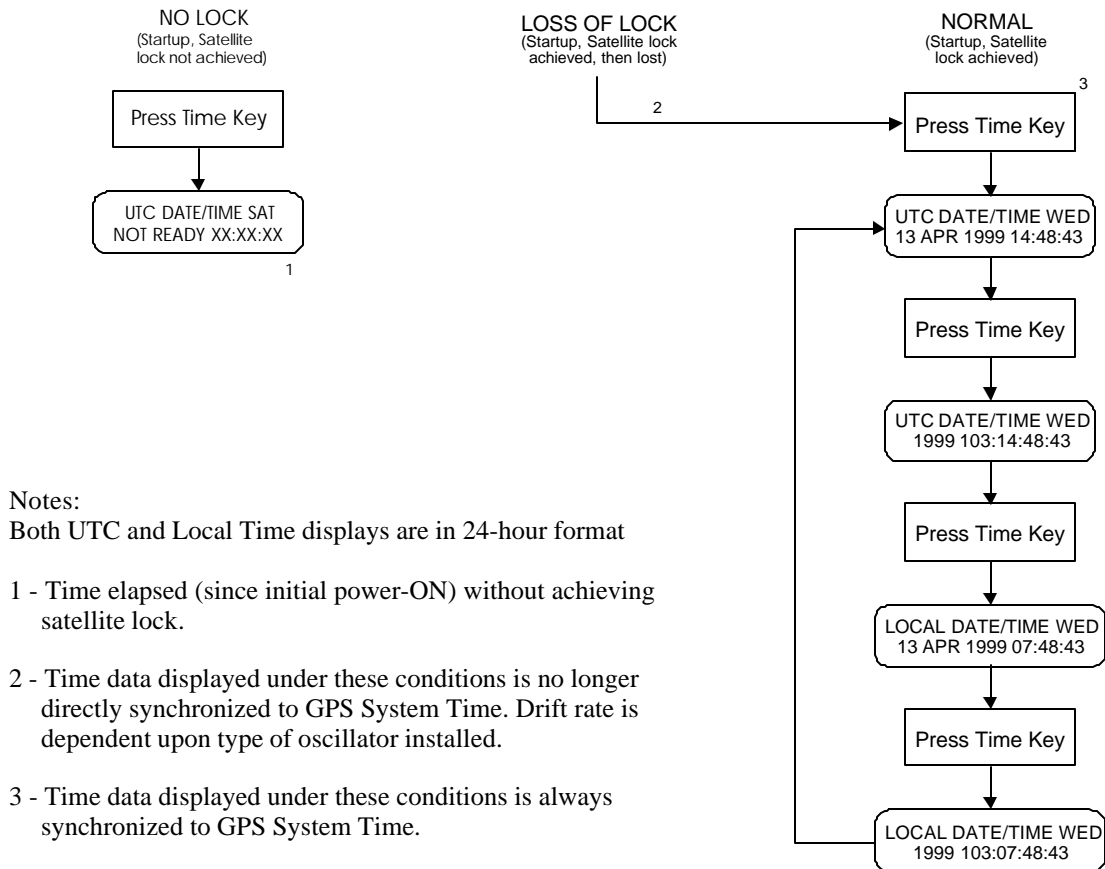 NO LOCK
(Startup, Satellite
lock not achieved)
Press Time Key
UTC DATE/TIME SAT
NOT READY XX:XX:XX
1
LOSS OF LOCK
(Startup, Satellite lock
achieved, then lost)
2
NORMAL
(Startup, Satellite
lock achieved)
3
Press Time Key
UTC DATE/TIME WED
13 APR 1999 14:48:43
Press Time Key
UTC DATE/TIME WED
1999 103:14:48:43
Press Time Key
LOCAL DATE/TIME WED
13 APR 1999 07:48:43
Press Time Key
LOCAL DATE/TIME WED
1999 103:07:48:43
Notes:
Both UTC and Local Time displays are in 24-hour format
1 - Time elapsed (since initial power-ON) without achieving
satellite lock.
2 - Time data displayed under these conditions is no longer
directly synchronized to GPS System Time. Drift rate is
dependent upon type of oscillator installed.
3 - Time data displayed under these conditions is always
synchronized to GPS System Time.